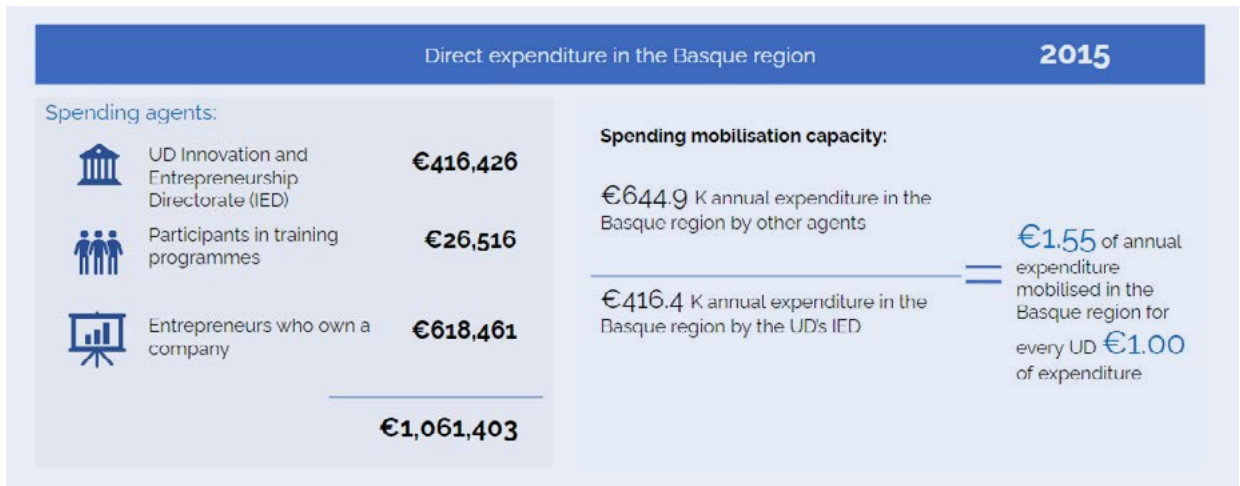 Direct expenditure in the Basque region
2015
Spending agents:
UD Innovation and
Entrepreneurship
Directorate (IED)
€416,426
Participants in training
programmes
€26,516
Entrepreneurs who own a
company
€618,461
€1,061,403
Spending mobilisation capacity:
€644.9 K annual expenditure in the
Basque region by other agents
€416.4 K annual expenditure in the
Basque region by the UD's IED
=
€1.55 of annual
expenditure
mobilised in the
Basque region for
every UD €1.00
of expenditure